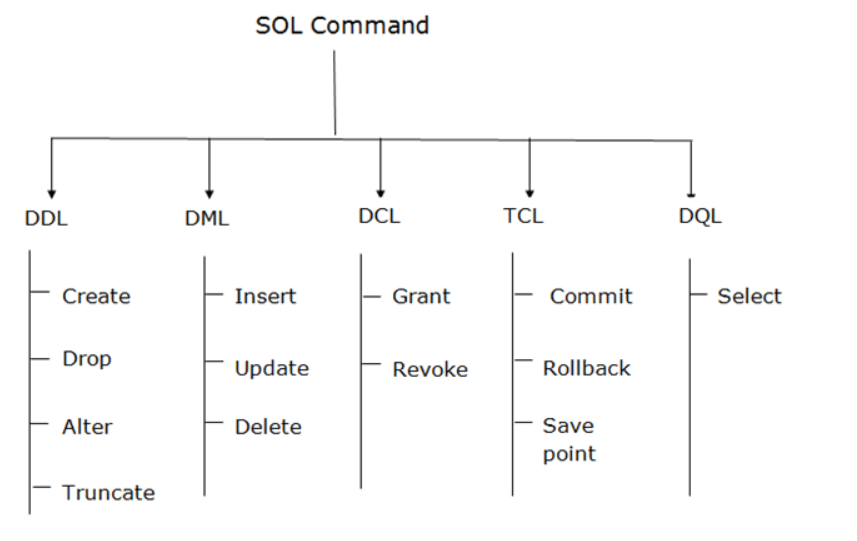 SOL Command
DDL
DML
DCL
TCL
DQL
Create
Drop
Alter
Truncate
Insert
Update
Delete
Grant
Revoke
Commit
Rollback
Save
point
Select